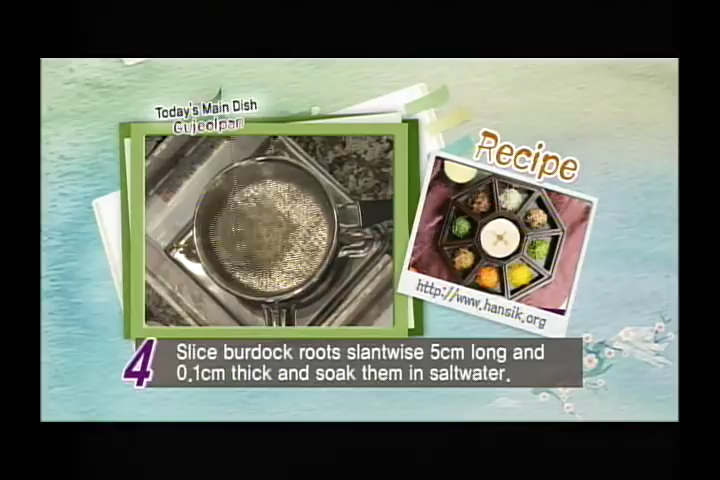 Today's Main Dish
Gujeolpan
Recipe
http://www.hansik.org
4 Slice burdock roots slantwise 5cm long and
0.1cm thick and soak them in saltwater.